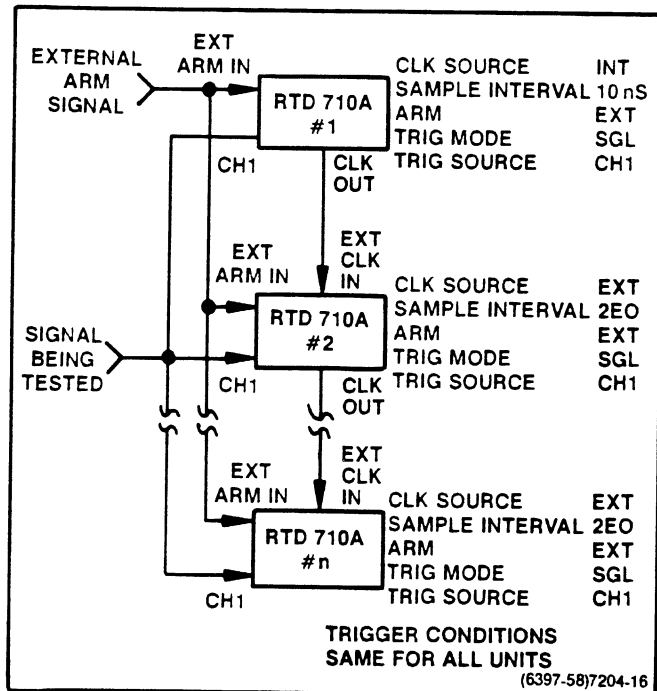 EXTERNAL
ARM
SIGNAL
EXT
ARM IN
RTD 710A
#1
CH1
CLK
OUT
CLK SOURCE INT
SAMPLE INTERVAL 10 nS
ARM EXT
TRIG MODE SGL
TRIG SOURCE CH1
EXT
ARM IN
EXT
CLK
IN
SIGNAL
BEING
TESTED
RTD 710A
#2
CH1
CLK
OUT
CLK SOURCE EXT
SAMPLE INTERVAL 2EO
ARM EXT
TRIG MODE SGL
TRIG SOURCE CH1
EXT
ARM IN
EXT
CLK
IN
RTD 710A
#n
CH1
CLK SOURCE EXT
SAMPLE INTERVAL 2EO
ARM EXT
TRIG MODE SGL
TRIG SOURCE CH1
TRIGGER CONDITIONS
SAME FOR ALL UNITS
(6397-58)7204-16